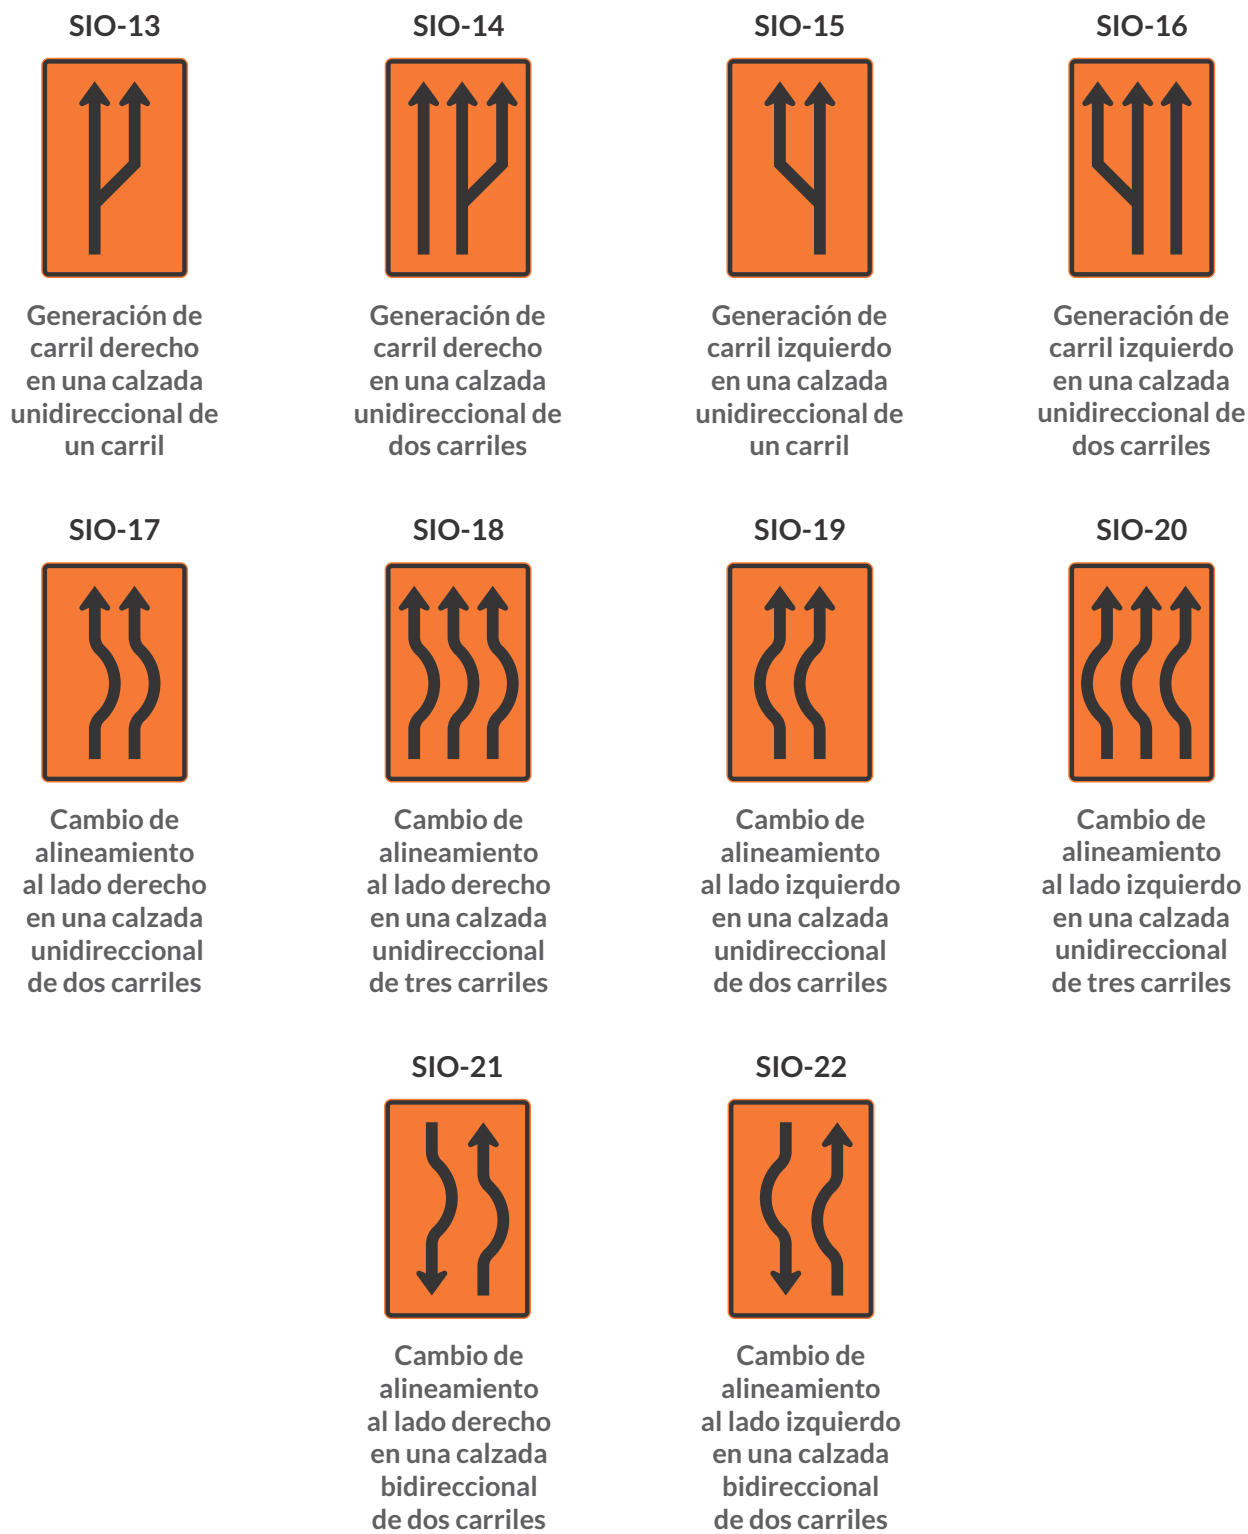 SIO-13
Generación de
carril derecho
en una calzada
unidireccional de
un carril
SIO-14
Generación de
carril derecho
en una calzada
unidireccional de
dos carriles
SIO-15
Generación de
carril izquierdo
en una calzada
unidireccional de
un carril
SIO-16
Generación de
carril izquierdo
en una calzada
unidireccional de
dos carriles
SIO-17
Cambio de
alineamiento
al lado derecho
en una calzada
unidireccional
de dos carriles
SIO-18
Cambio de
alineamiento
al lado derecho
en una calzada
unidireccional
de tres carriles
SIO-19
Cambio de
alineamiento
al lado izquierdo
en una calzada
unidireccional
de dos carriles
SIO-20
Cambio de
alineamiento
al lado izquierdo
en una calzada
unidireccional
de tres carriles
SIO-21
Cambio de
alineamiento
al lado derecho
en una calzada
bidireccional
de dos carriles
SIO-22
Cambio de
alineamiento
al lado izquierdo
en una calzada
bidireccional
de dos carriles